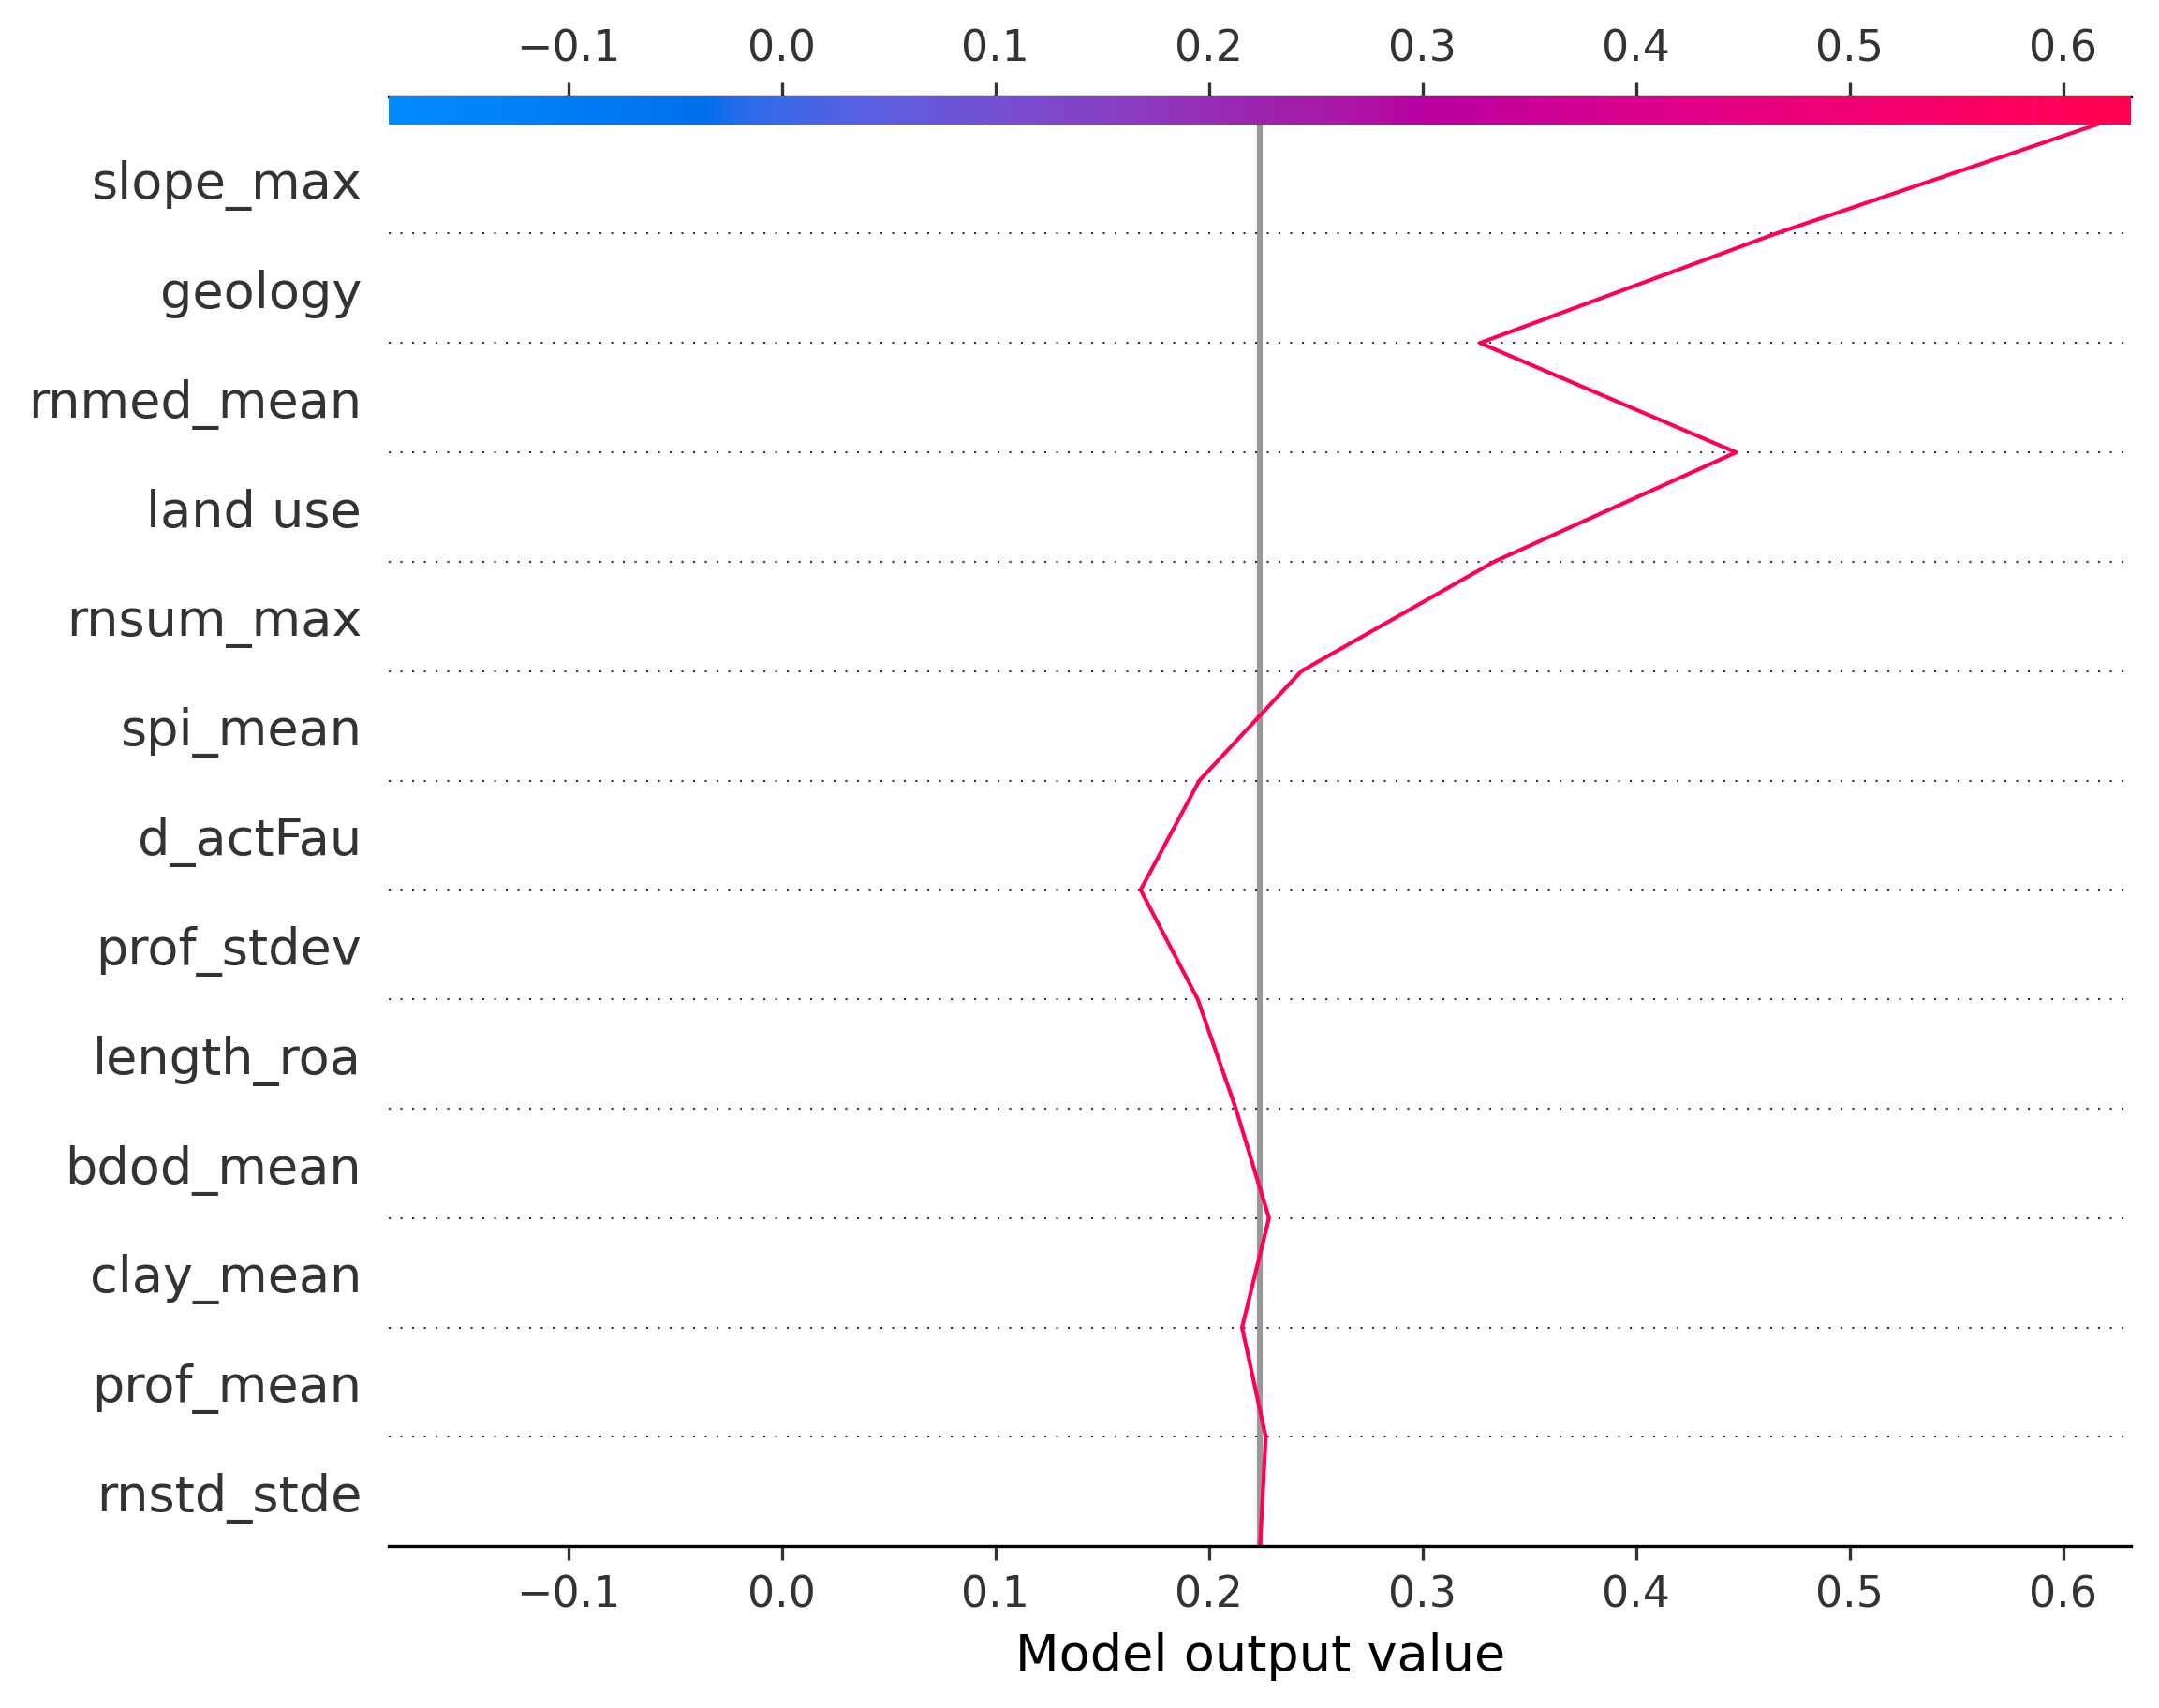 −0.1 0.0 0.1 0.2 0.3 0.4 0.5 0.6
slope_max
geology
rnmed_mean
land use
rnsum_max
spi_mean
d_actFau
prof_stdev
length_roa
bdod_mean
clay_mean
prof_mean
rnstd_stde
−0.1 0.0 0.1 0.2 0.3 0.4 0.5 0.6
Model output value